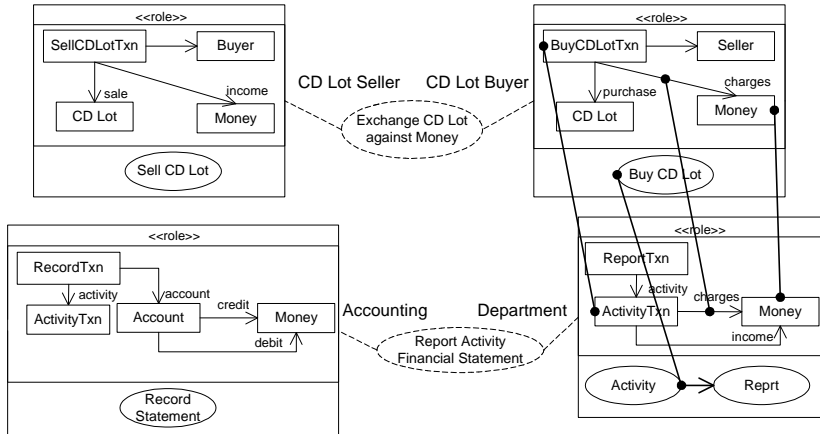 <<role>>
SellCDLotTxn
Buyer
sale
income
CD Lot
Money
Sell CD Lot
CD Lot Seller
CD Lot Buyer
Exchange CD Lot
against Money
<<role>>
BuyCDLotTxn
Seller
purchase
charges
CD Lot
Money
Buy CD Lot
<<role>>
RecordTxn
activity
account
ActivityTxn
Account
credit
Money
debit
Record
Statement
Accounting
Department
Report Activity
Financial Statement
<<role>>
ReportTxn
activity
charges
ActivityTxn
Money
income
Activity
Reprt